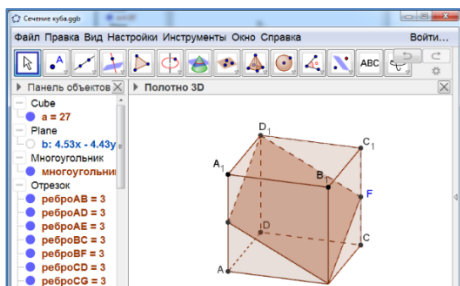 Сечение куба.ggb
Файл Правка Вид Настройки Инструменты Окно Справка
Войти...
A
ABC
Панель объектов
Полотно 3D
Cube
a = 27
Plane
b: 4.53x - 4.43y
Многоугольник
многоугольни
Отрезок
реброAB = 3
реброAD = 3
реброAE = 3
реброBC = 3
реброBF = 3
реброCD = 3
реброCG = 3
D1
C1
A1
B1
F
D
C
A